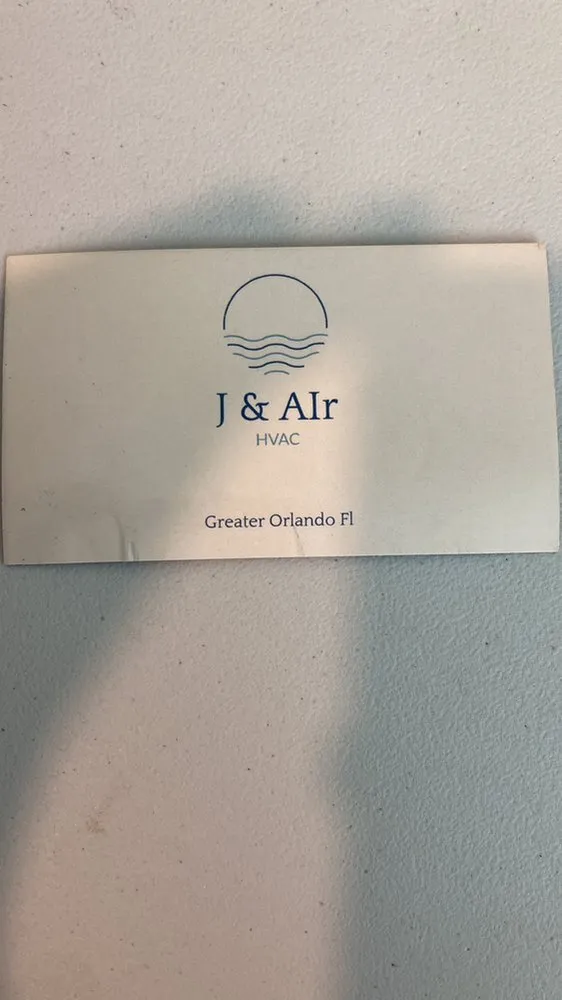 J & AIr
HVAC
Greater Orlando Fl